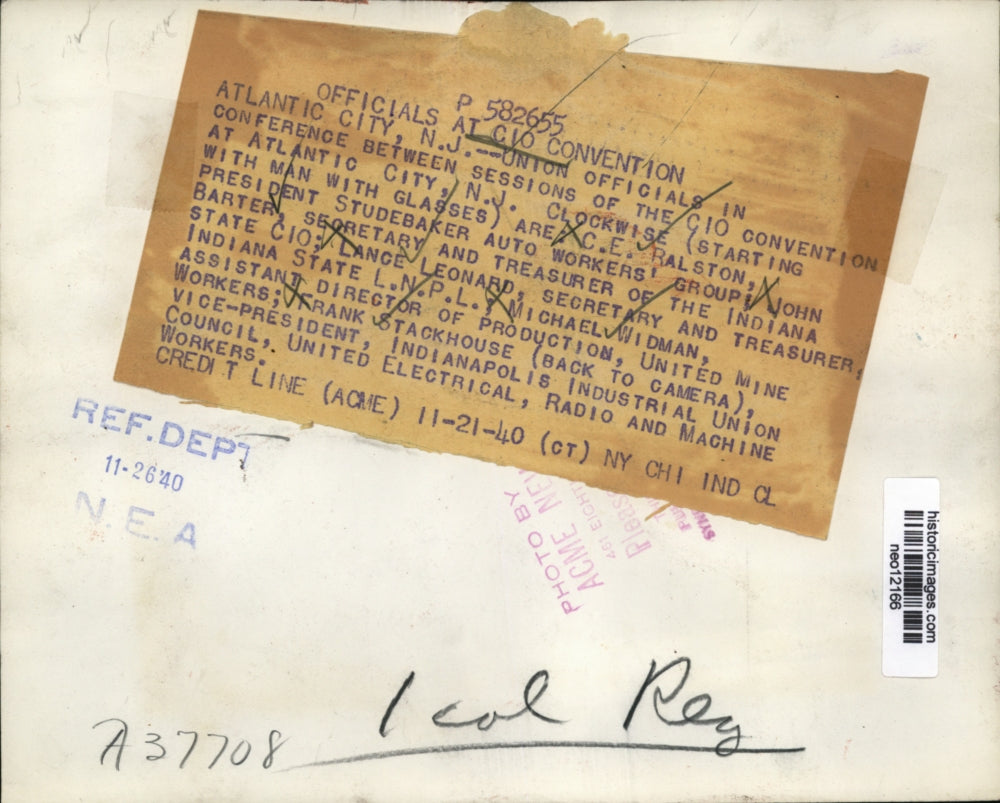 P 582655
OFFICIALS AT CIO CONVENTION
ATLANTIC CITY, N.J.--UNION OFFICIALS IN
CONFERENCE BETWEEN SESSIONS OF THE CIO CONVENTION
AT ATLANTIC CITY, N.J. CLOCKWISE (STARTING
WITH MAN WITH GLASSES) ARE, C.E. RALSTON,
PRESIDENT STUDEBAKER AUTO WORKERS' GROUP; JOHN
BARTER, SECRETARY AND TREASURER OF THE INDIANA
STATE CIO; LANCE LEONARD, SECRETARY AND TREASURER,
INDIANA STATE L.N.P.L.; MICHAEL WIDMAN,
ASSISTANT DIRECTOR OF PRODUCTION, UNITED MINE
WORKERS; FRANK STACKHOUSE (BACK TO CAMERA),
VICE-PRESIDENT, INDIANAPOLIS INDUSTRIAL UNION
COUNCIL, UNITED ELECTRICAL, RADIO AND MACHINE
WORKERS.
CREDIT LINE (ACME) 11-21-40 (CT) NY CHI IND CL
REF. DEPT
11-26 40
N. E. A
PHOTO BY
ACME NEW
461 EIGHT
Please
SYN
historicimages.com
neo12166
1 col Reg
A37708